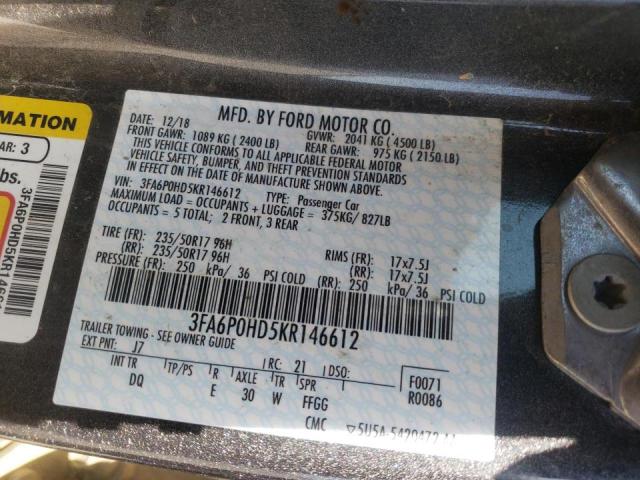 MFD. BY FORD MOTOR CO.
DATE: 12/18 GVWR: 2041 KG ( 4500 LB)
FRONT GAWR: 1089 KG ( 2400 LB) REAR GAWR: 975 KG ( 2150LB)
THIS VEHICLE CONFORMS TO ALL APPLICABLE FEDERAL MOTOR
VEHICLE SAFETY, BUMPER, AND THEFT PREVENTION STANDARDS
IN EFFECT ON THE DATE OF MANUFACTURE SHOWN ABOVE.
VIN: 3FA6P0HD5KR146612 TYPE: Passenger Car
MAXIMUM LOAD = OCCUPANTS + LUGGAGE = 375KG/ 827LB
OCCUPANTS = 5 TOTAL; 2 FRONT, 3 REAR
TIRE (FR): 235/50R17 96H RIMS (FR): 17x7.5J
(RR): 235/50R17 96H (RR): 17x7.5J
PRESSURE (FR): 250 kPa/ 36 PSI COLD (RR): 250 kPa/ 36 PSI COLD
3FA6P0HD5KR146612
TRAILER TOWING - SEE OWNER GUIDE
EXT PNT: J7 RC: 21 DSO:
INT TR TP/PS R AXLE TR SPR
DQ E 30 W FFGG
F0071
R0086
CMC
RMATION
AR: 3
lbs.